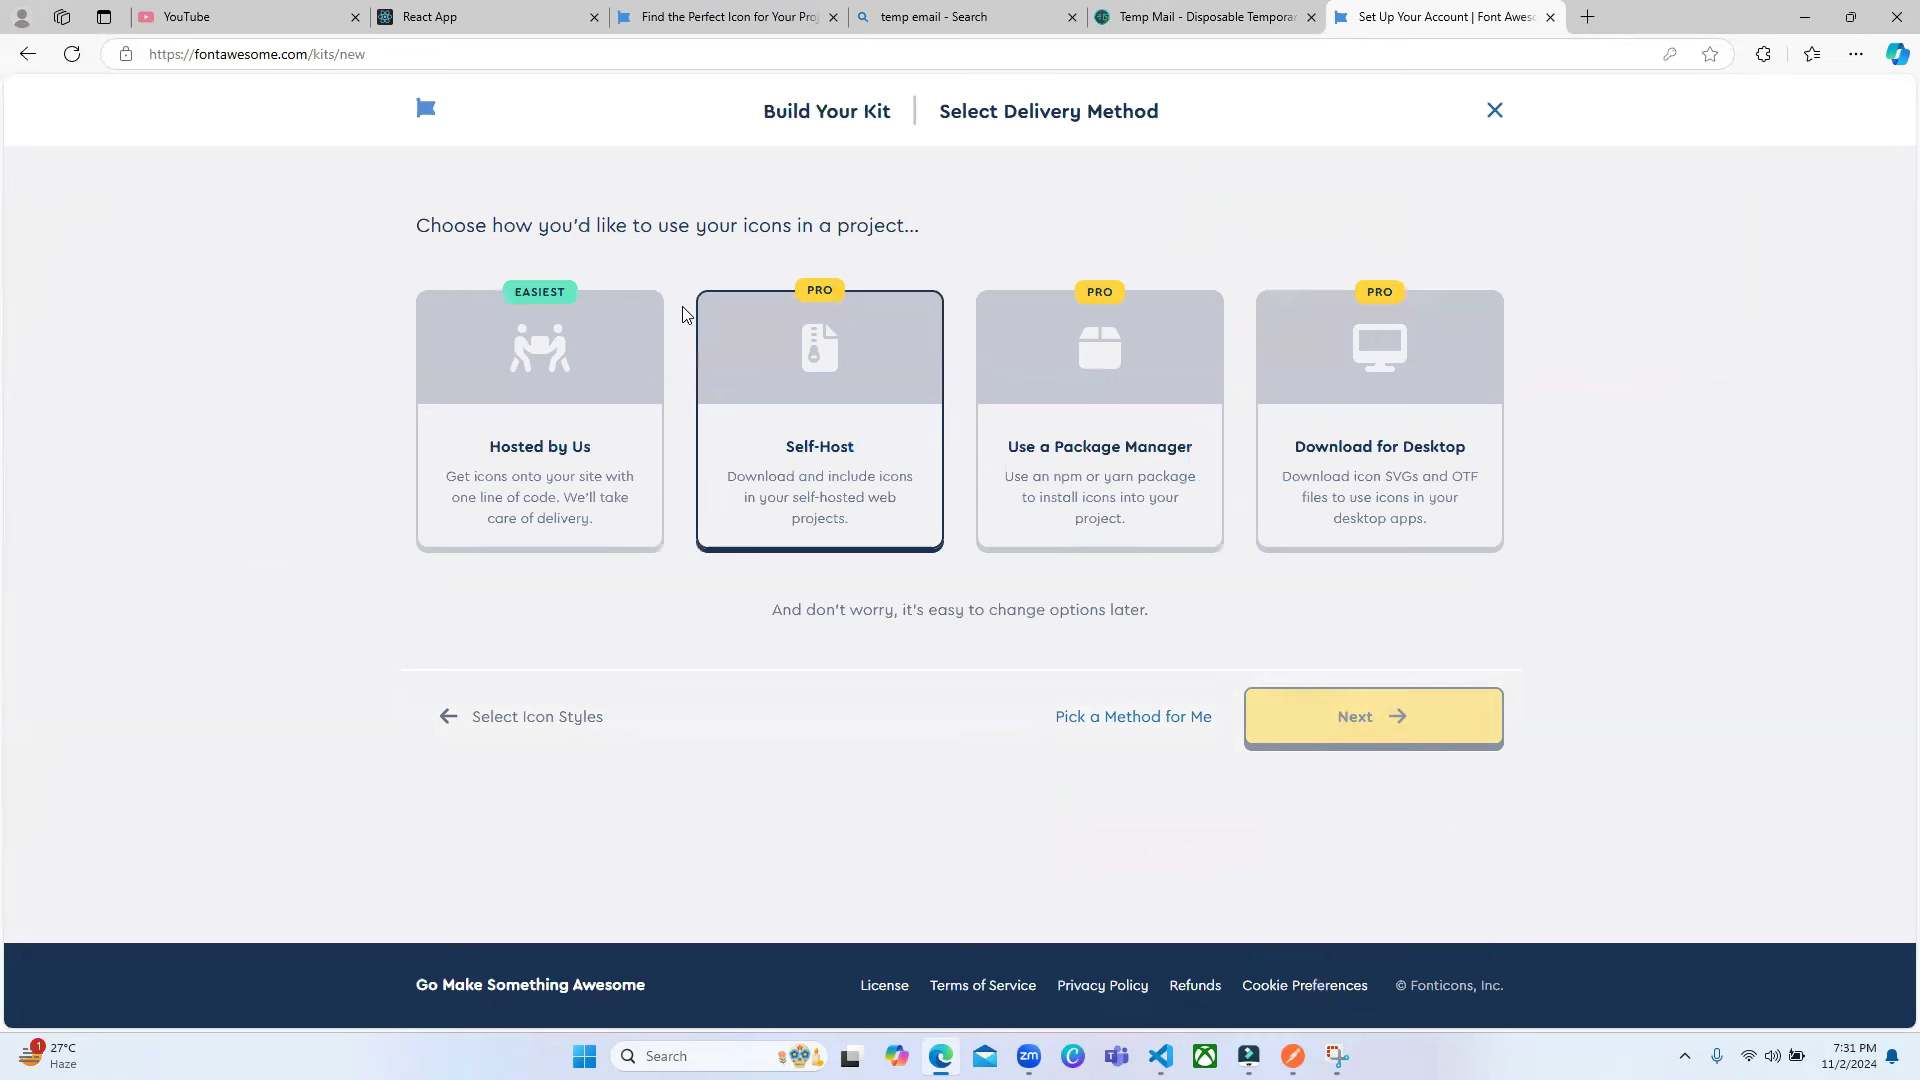 YouTube
React App
Find the Perfect Icon for Your Proj
temp email - Search
Temp Mail - Disposable Temporar
Set Up Your Account | Font Awes
https://fontawesome.com/kits/new
Build Your Kit
Select Delivery Method
Choose how you'd like to use your icons in a project...
EASIEST
PRO
PRO
PRO
Hosted by Us
Get icons onto your site with
one line of code. We'll take
care of delivery.
Self-Host
Download and include icons
in your self-hosted web
projects.
Use a Package Manager
Use an npm or yarn package
to install icons into your
project.
Download for Desktop
Download icon SVGs and OTF
files to use icons in your
desktop apps.
And don't worry, it's easy to change options later.
Select Icon Styles
Pick a Method for Me
Next
Go Make Something Awesome
License
Terms of Service
Privacy Policy
Refunds
Cookie Preferences
© Fonticons, Inc.
1
27°C
Haze
Search
zm
7:31 PM
11/2/2024